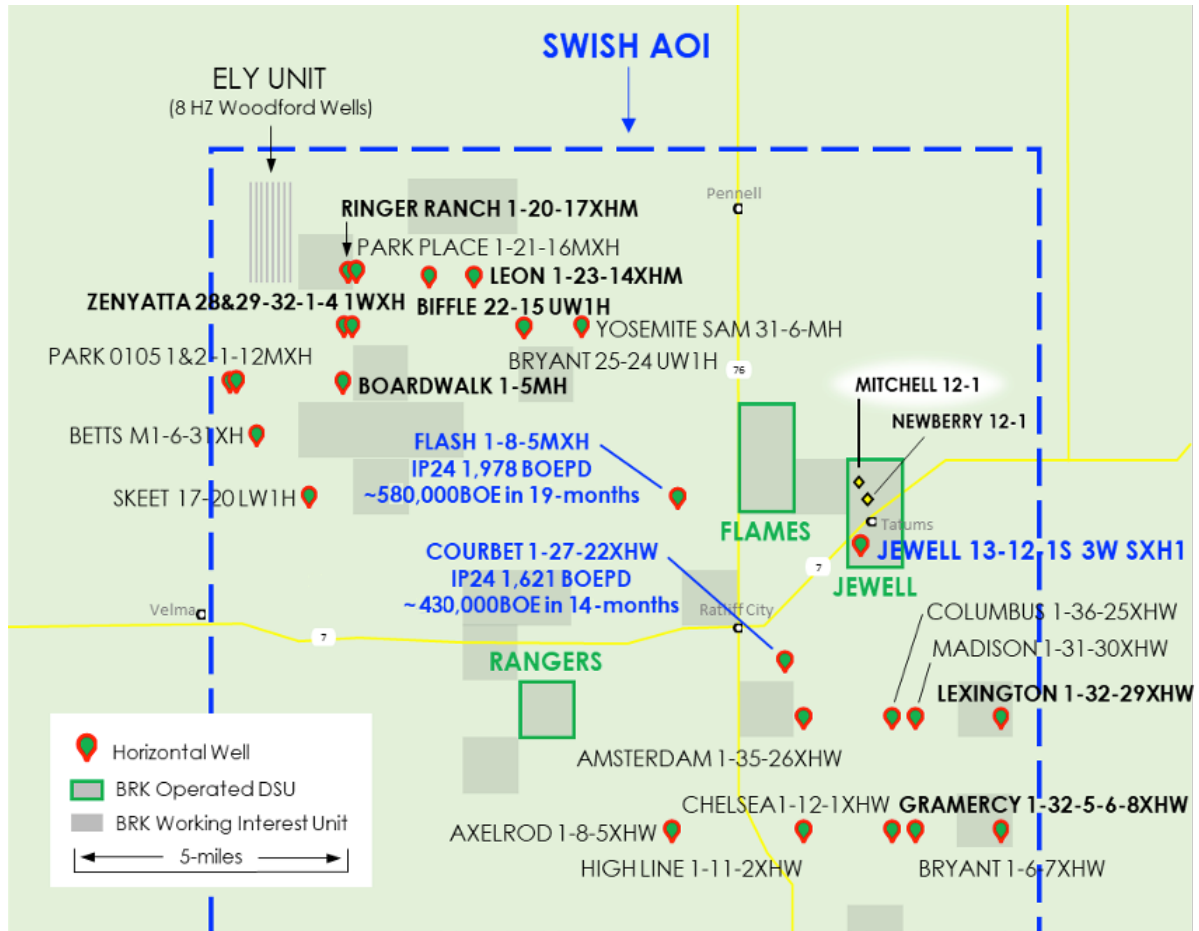 SWISH AOI
ELY UNIT
(8 HZ Woodford Wells)
Pennell
RINGER RANCH 1-20-17XHM
PARK PLACE 1-21-16MXH
LEON 1-23-14XHM
ZENYATTA 28&29-32-1-4 1WXH
BIFFLE 22-15 UW1H
YOSEMITE SAM 31-6-MH
PARK 0105 1&2-1-12MXH
BRYANT 25-24 UW1H
76
BOARDWALK 1-5MH
MITCHELL 12-1
NEWBERRY 12-1
BETTS M1-6-31XH
FLASH 1-8-5MXH
IP24 1,978 BOEPD
~580,000BOE in 19-months
SKEET 17-20 LW1H
FLAMES
Tatums
JEWELL 13-12-1S 3W SXH1
COURBET 1-27-22XHW
IP24 1,621 BOEPD
~430,000BOE in 14-months
7
JEWELL
Velma
Ratliff City
COLUMBUS 1-36-25XHW
7
MADISON 1-31-30XHW
RANGERS
LEXINGTON 1-32-29XHW
Horizontal Well
BRK Operated DSU
BRK Working Interest Unit
5-miles
AMSTERDAM 1-35-26XHW
CHELSEA1-12-1XHW
GRAMERCY 1-32-5-6-8XHW
AXELROD 1-8-5XHW
HIGH LINE 1-11-2XHW
BRYANT 1-6-7XHW